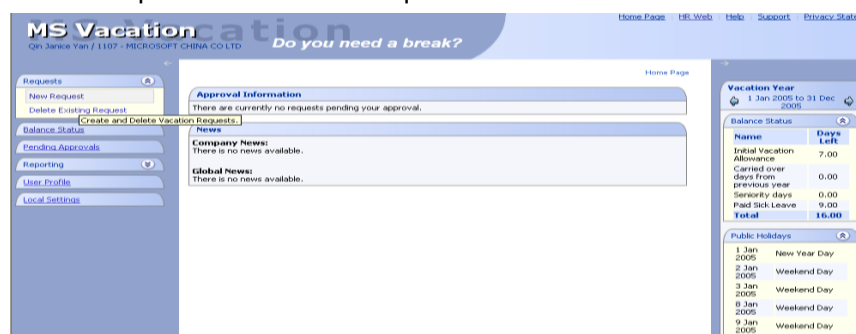 MS Vacation
Qin Janice Yan / 1107 - MICROSOFT CHINA CO LTD
Do you need a break?
Home Page HR Web Help Support Privacy State
Home Page
Requests
New Request
Delete Existing Request
Create and Delete Vacation Requests.
Balance Status
Pending Approvals
Reporting
User Profile
Local Settings
Approval Information
There are currently no requests pending your approval.
News
Company News:
There is no news available.
Global News:
There is no news available.
Vacation Year
1 Jan 2005 to 31 Dec
2005
Balance Status
Name Days Left
Initial Vacation Allowance 7.00
Carried over days from previous year 0.00
Seniority days 0.00
Paid Sick Leave 9.00
Total 16.00
Public Holidays
1 Jan 2005 New Year Day
2 Jan 2005 Weekend Day
3 Jan 2005 Weekend Day
8 Jan 2005 Weekend Day
9 Jan 2005 Weekend Day